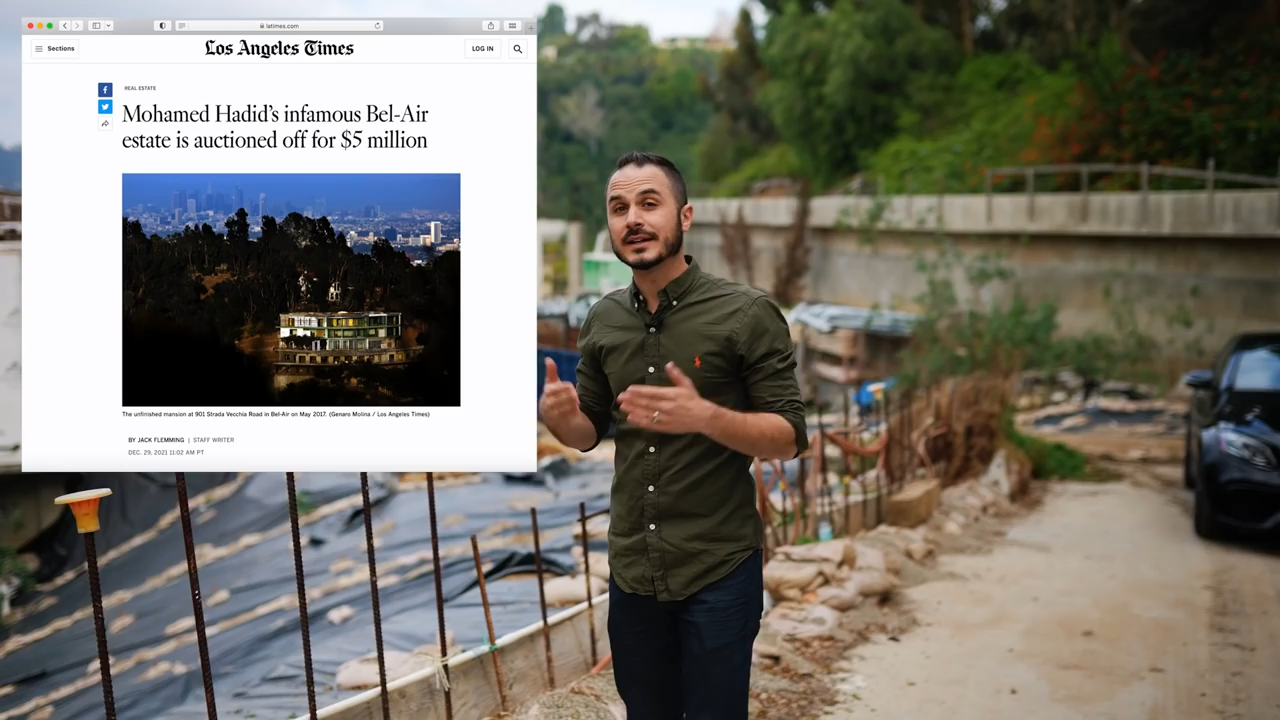 latimes.com
Sections
Los Angeles Times
LOG IN
f
REAL ESTATE
Mohamed Hadid's infamous Bel-Air
estate is auctioned off for $5 million
The unfinished mansion at 901 Strada Vecchia Road in Bel-Air on May 2017. (Genaro Molina / Los Angeles Times)
BY JACK FLEMMING | STAFF WRITER
DEC. 29, 2021 11:02 AM PT